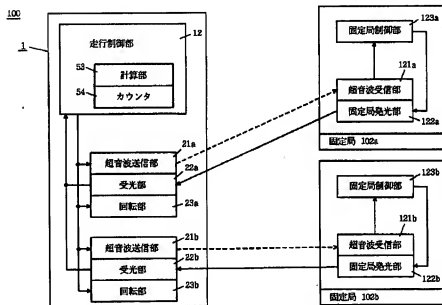 100
1
走行制御部
12
53
計算部
54
カウンタ
21a
超音波送信部
22a
受光部
回転部
23a
21b
超音波送信部
22b
受光部
回転部
23b
123a
固定局制御部
121a
超音波受信部
固定局発光部
122a
固定局 102a
123b
固定局制御部
121b
超音波受信部
固定局発光部
122b
固定局 102b